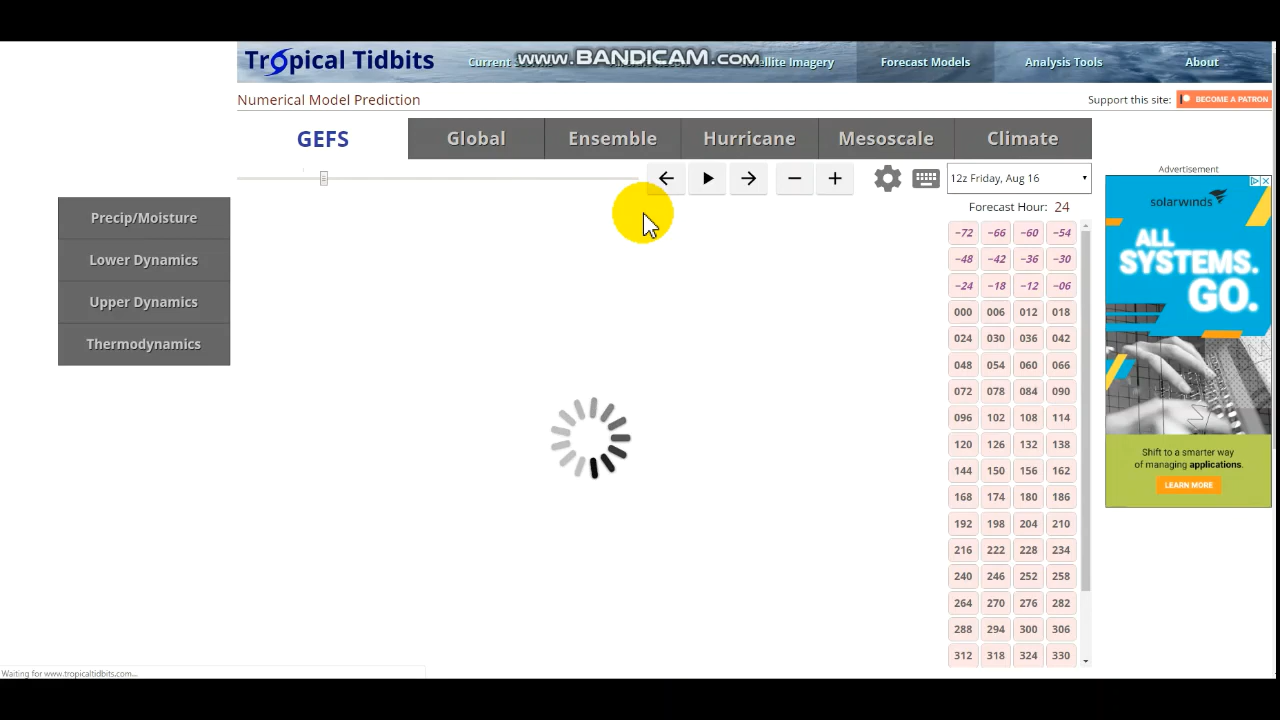 Tropical Tidbits
www.BANDICAM.com
Current
Satellite Imagery
Forecast Models
Analysis Tools
About
Numerical Model Prediction
Support this site:
BECOME A PATRON
GEFS
Global
Ensemble
Hurricane
Mesoscale
Climate
12z Friday, Aug 16
Forecast Hour: 24
Precip/Moisture
Lower Dynamics
Upper Dynamics
Thermodynamics
−72 −66 −60 −54
−48 −42 −36 −30
−24 −18 −12 −06
000 006 012 018
024 030 036 042
048 054 060 066
072 078 084 090
096 102 108 114
120 126 132 138
144 150 156 162
168 174 180 186
192 198 204 210
216 222 228 234
240 246 252 258
264 270 276 282
288 294 300 306
312 318 324 330
Advertisement
solarwinds
ALL
SYSTEMS.
GO.
Shift to a smarter way
of managing applications.
LEARN MORE
Waiting for www.tropicaltidbits.com...